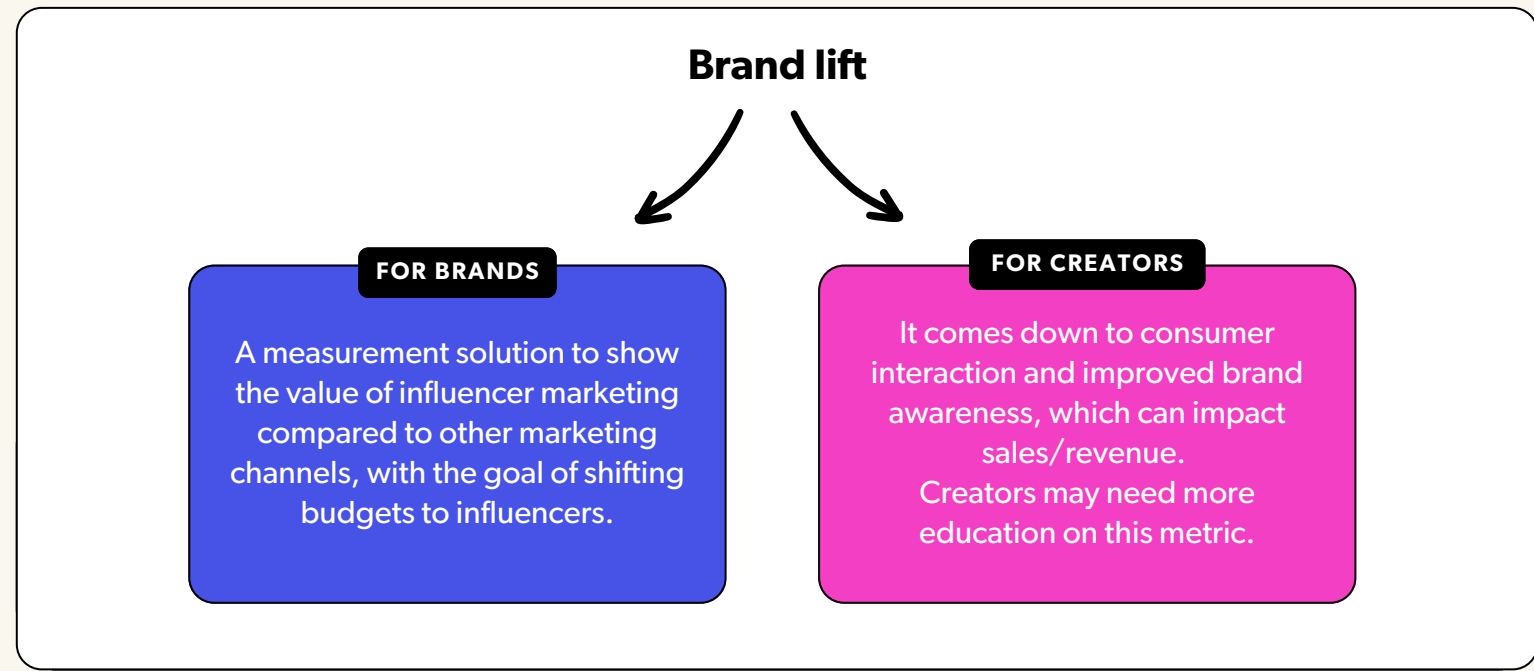 Brand lift
FOR BRANDS
A measurement solution to show
the value of influencer marketing
compared to other marketing
channels, with the goal of shifting
budgets to influencers.
FOR CREATORS
It comes down to consumer
interaction and improved brand
awareness, which can impact
sales/revenue.
Creators may need more
education on this metric.